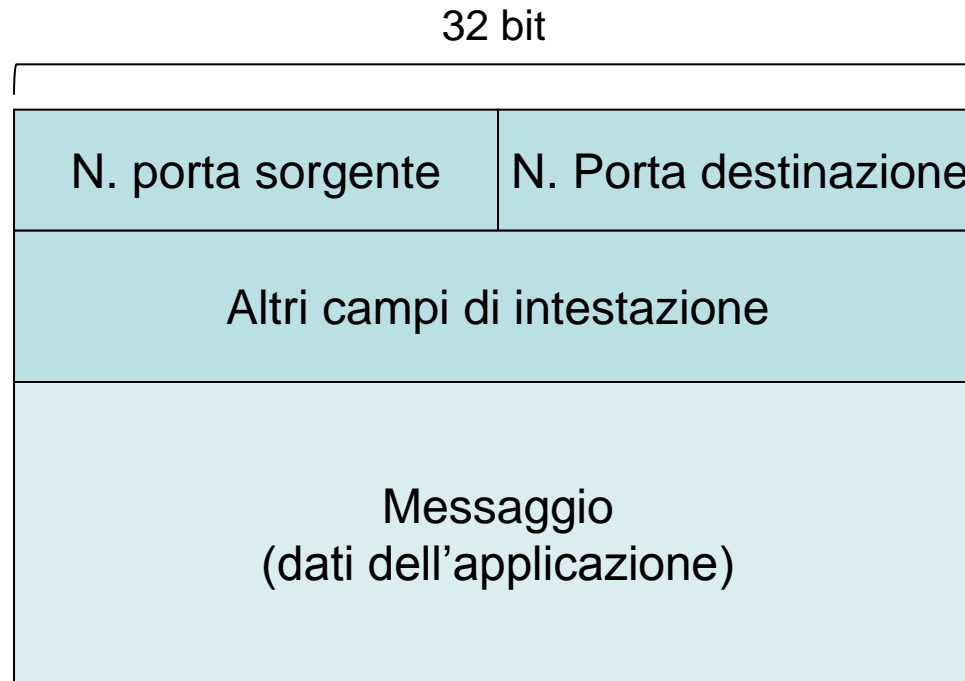 32 bit
N. porta sorgente
N. Porta destinazione
Altri campi di intestazione
Messaggio
(dati dell’applicazione)